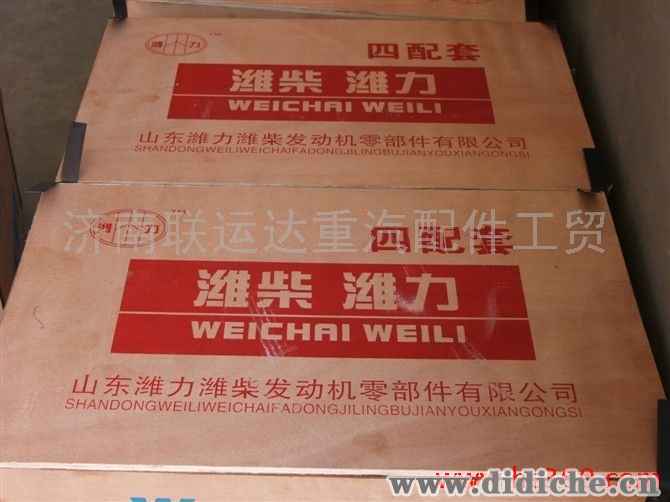 潍力
四配套
潍柴 潍力
WEICHAI WEILI
山东潍力潍柴发动机零部件有限公司
SHANDONGWEILIWEICHAIFADONGJILINGBUJIANYOUXIANGONGSI
济南联运达重汽配件工贸
潍力
四配套
潍柴 潍力
WEICHAI WEILI
山东潍力潍柴发动机零部件有限公司
SHANDONGWEILIWEICHAIFADONGJILINGBUJIANYOUXIANGONGSI
www.didiche.cn